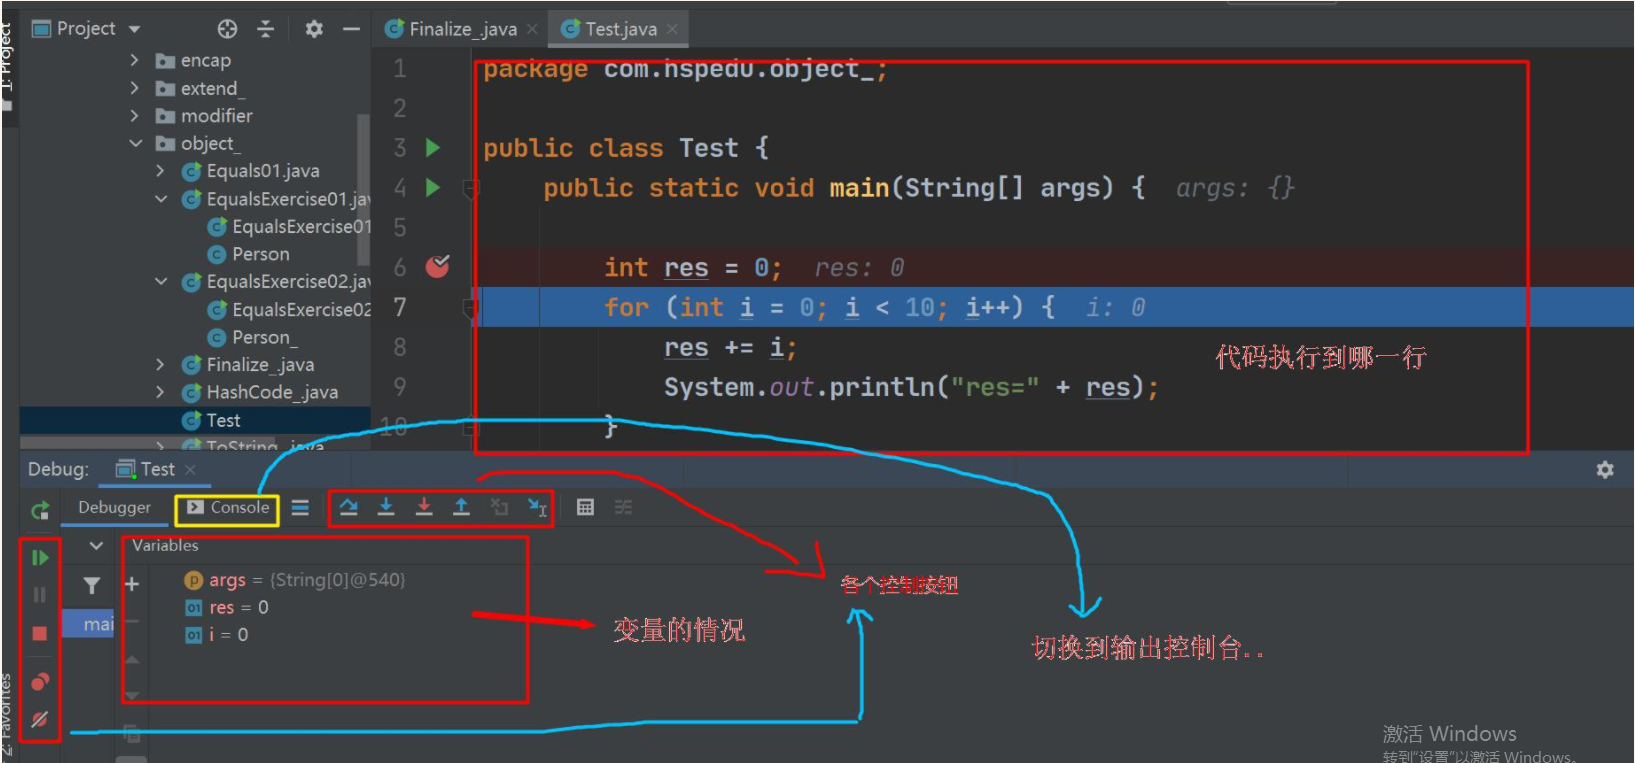 1: Project
Project
Finalize_.java
Test.java
encap
extend_
modifier
object_
Equals01.java
EqualsExercise01.jav
EqualsExercise01
Person
EqualsExercise02.jav
EqualsExercise02
Person_
Finalize_.java
HashCode_.java
Test
ToString_.java
1 package com.hspedu.object_;
2
3 public class Test {
4 public static void main(String[] args) { args: {}
5
6 int res = 0; res: 0
7 for (int i = 0; i < 10; i++) { i: 0
8 res += i;
9 System.out.println("res=" + res);
10 }
代码执行到哪一行
Debug: Test
Debugger Console
Variables
args = {String[0]@540}
res = 0
i = 0
mai
各个控制按钮
变量的情况
切换到输出控制台..
2: Favorites
激活 Windows
转到"设置"以激活 Windows。